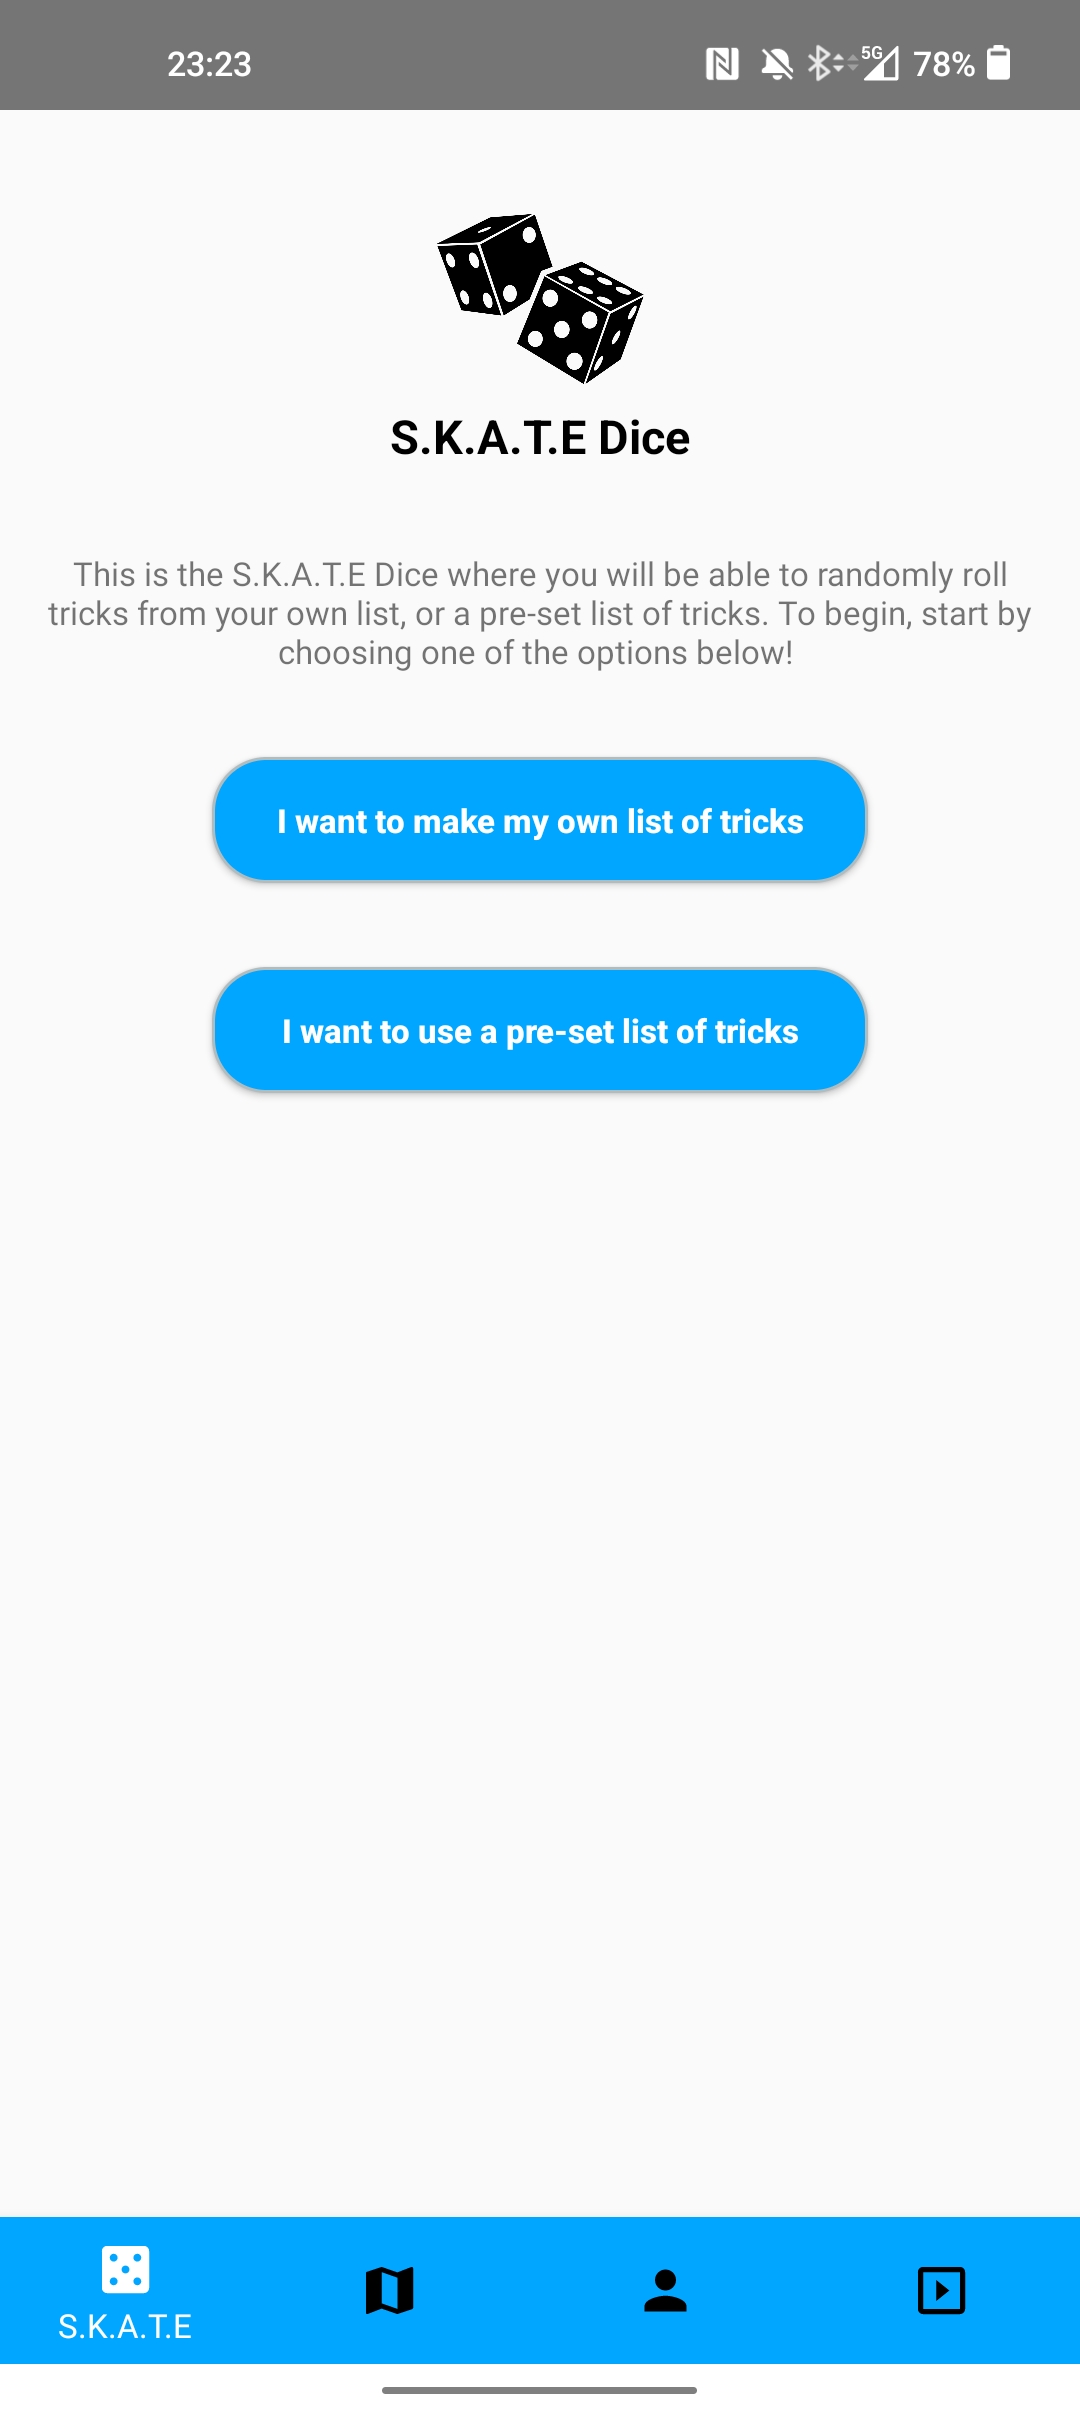 23:23
5G
78%
S.K.A.T.E Dice
This is the S.K.A.T.E Dice where you will be able to randomly roll
tricks from your own list, or a pre-set list of tricks. To begin, start by
choosing one of the options below!
I want to make my own list of tricks
I want to use a pre-set list of tricks
S.K.A.T.E